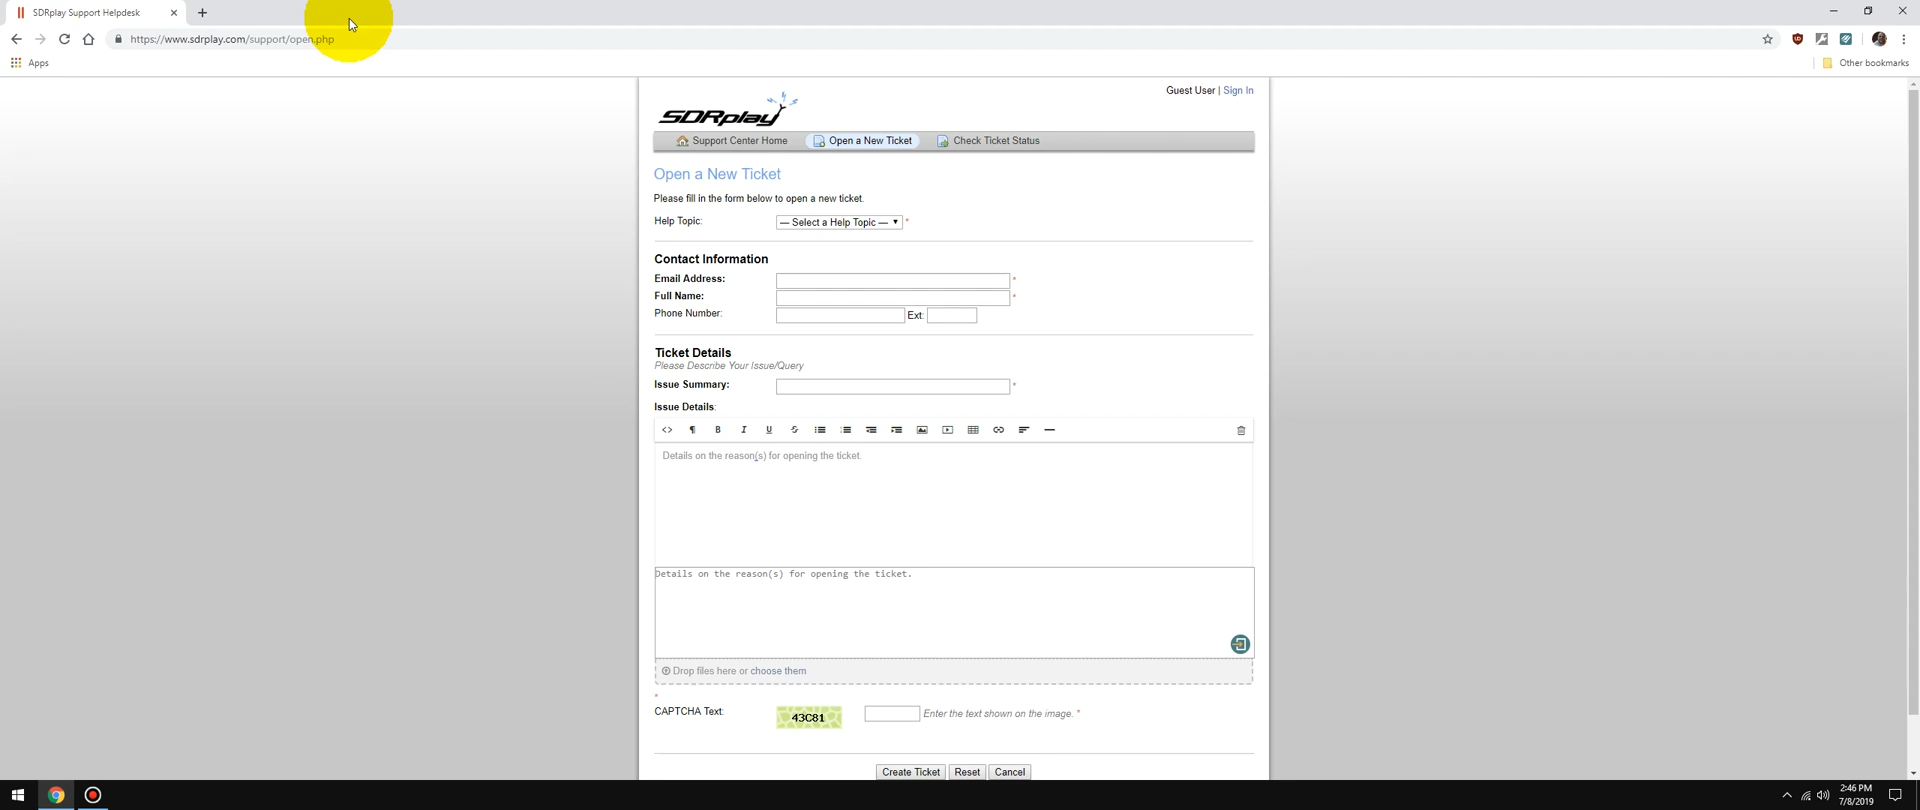 SDRplay Support Helpdesk
https://www.sdrplay.com/support/open.php
Apps
Other bookmarks
Guest User | Sign In
SDRplay
Support Center Home
Open a New Ticket
Check Ticket Status
Open a New Ticket
Please fill in the form below to open a new ticket.
Help Topic:
— Select a Help Topic — *
Contact Information
Email Address: *
Full Name: *
Phone Number: Ext:
Ticket Details
Please Describe Your Issue/Query
Issue Summary: *
Issue Details:
Details on the reason(s) for opening the ticket.
Details on the reason(s) for opening the ticket.
Drop files here or choose them
*
CAPTCHA Text: 43C81 Enter the text shown on the image. *
Create Ticket
Reset
Cancel
2:46 PM
7/8/2019